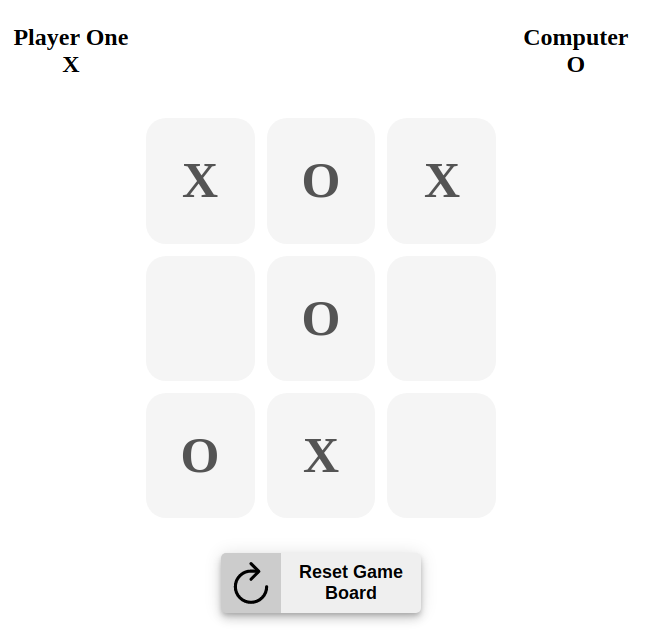 Player One
X
Computer
O
X O X
O
O X
Reset Game
Board